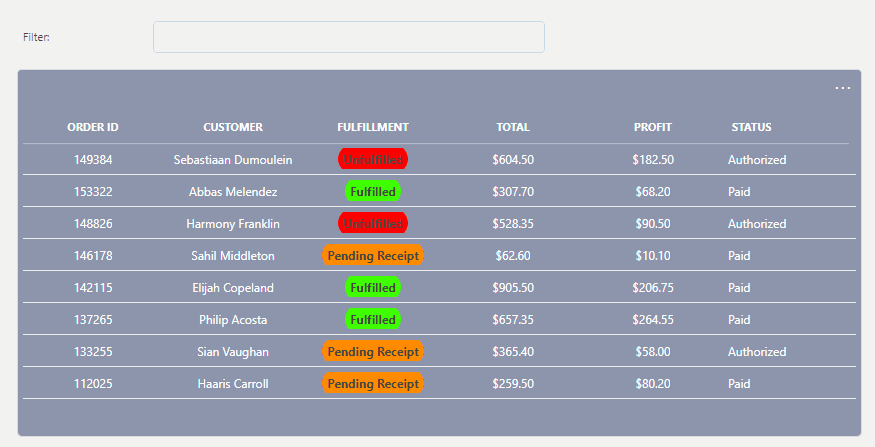 Filter:
...
ORDER ID CUSTOMER FULFILLMENT TOTAL PROFIT STATUS
149384 Sebastiaan Dumoulein Unfulfilled $604.50 $182.50 Authorized
153322 Abbas Melendez Fulfilled $307.70 $68.20 Paid
148826 Harmony Franklin Unfulfilled $528.35 $90.50 Authorized
146178 Sahil Middleton Pending Receipt $62.60 $10.10 Paid
142115 Elijah Copeland Fulfilled $905.50 $206.75 Paid
137265 Philip Acosta Fulfilled $657.35 $264.55 Paid
133255 Sian Vaughan Pending Receipt $365.40 $58.00 Authorized
112025 Haaris Carroll Pending Receipt $259.50 $80.20 Paid